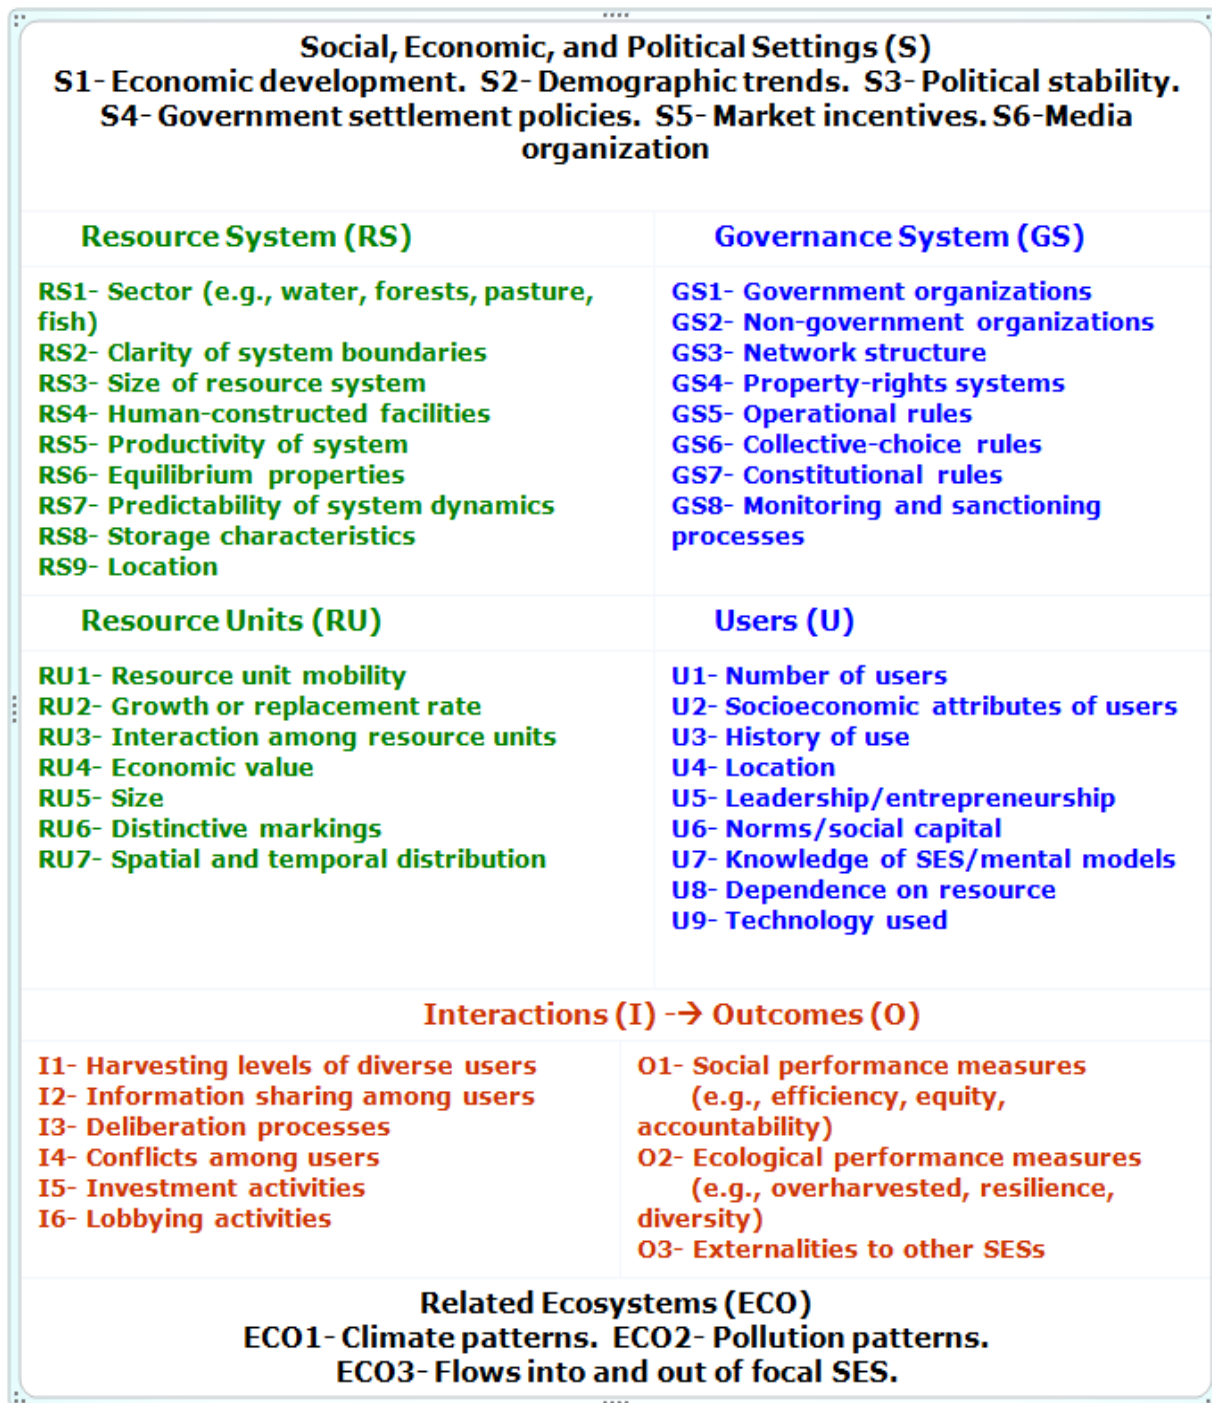 Social, Economic, and Political Settings (S)
S1- Economic development.  S2- Demographic trends.  S3- Political stability.
S4- Government settlement policies.  S5- Market incentives. S6-Media
organization
Resource System (RS)
RS1- Sector (e.g., water, forests, pasture,
fish)
RS2- Clarity of system boundaries
RS3- Size of resource system
RS4- Human-constructed facilities
RS5- Productivity of system
RS6- Equilibrium properties
RS7- Predictability of system dynamics
RS8- Storage characteristics
RS9- Location
Governance System (GS)
GS1- Government organizations
GS2- Non-government organizations
GS3- Network structure
GS4- Property-rights systems
GS5- Operational rules
GS6- Collective-choice rules
GS7- Constitutional rules
GS8- Monitoring and sanctioning
processes
Resource Units (RU)
RU1- Resource unit mobility
RU2- Growth or replacement rate
RU3- Interaction among resource units
RU4- Economic value
RU5- Size
RU6- Distinctive markings
RU7- Spatial and temporal distribution
Users (U)
U1- Number of users
U2- Socioeconomic attributes of users
U3- History of use
U4- Location
U5- Leadership/entrepreneurship
U6- Norms/social capital
U7- Knowledge of SES/mental models
U8- Dependence on resource
U9- Technology used
Interactions (I) -→ Outcomes (O)
I1- Harvesting levels of diverse users
I2- Information sharing among users
I3- Deliberation processes
I4- Conflicts among users
I5- Investment activities
I6- Lobbying activities
O1- Social performance measures
(e.g., efficiency, equity,
accountability)
O2- Ecological performance measures
(e.g., overharvested, resilience,
diversity)
O3- Externalities to other SESs
Related Ecosystems (ECO)
ECO1- Climate patterns.  ECO2- Pollution patterns.
ECO3- Flows into and out of focal SES.